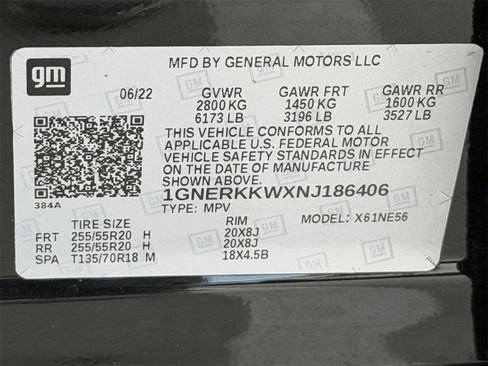 gm
MFD BY GENERAL MOTORS LLC
06/22 GVWR GAWR FRT GAWR RR
2800 KG 1450 KG 1600 KG
6173 LB 3196 LB 3527 LB
THIS VEHICLE CONFORMS TO ALL
APPLICABLE U.S. FEDERAL MOTOR
VEHICLE SAFETY STANDARDS IN EFFECT
ON THE DATE OF MANUFACTURE SHOWN ABOVE.
384A
1GNERKKWXNJ186406
TYPE: MPV MODEL: X61NE56
TIRE SIZE RIM
FRT 255/55R20 H 20X8J
RR 255/55R20 H 20X8J
SPA T135/70R18 M 18X4.5B